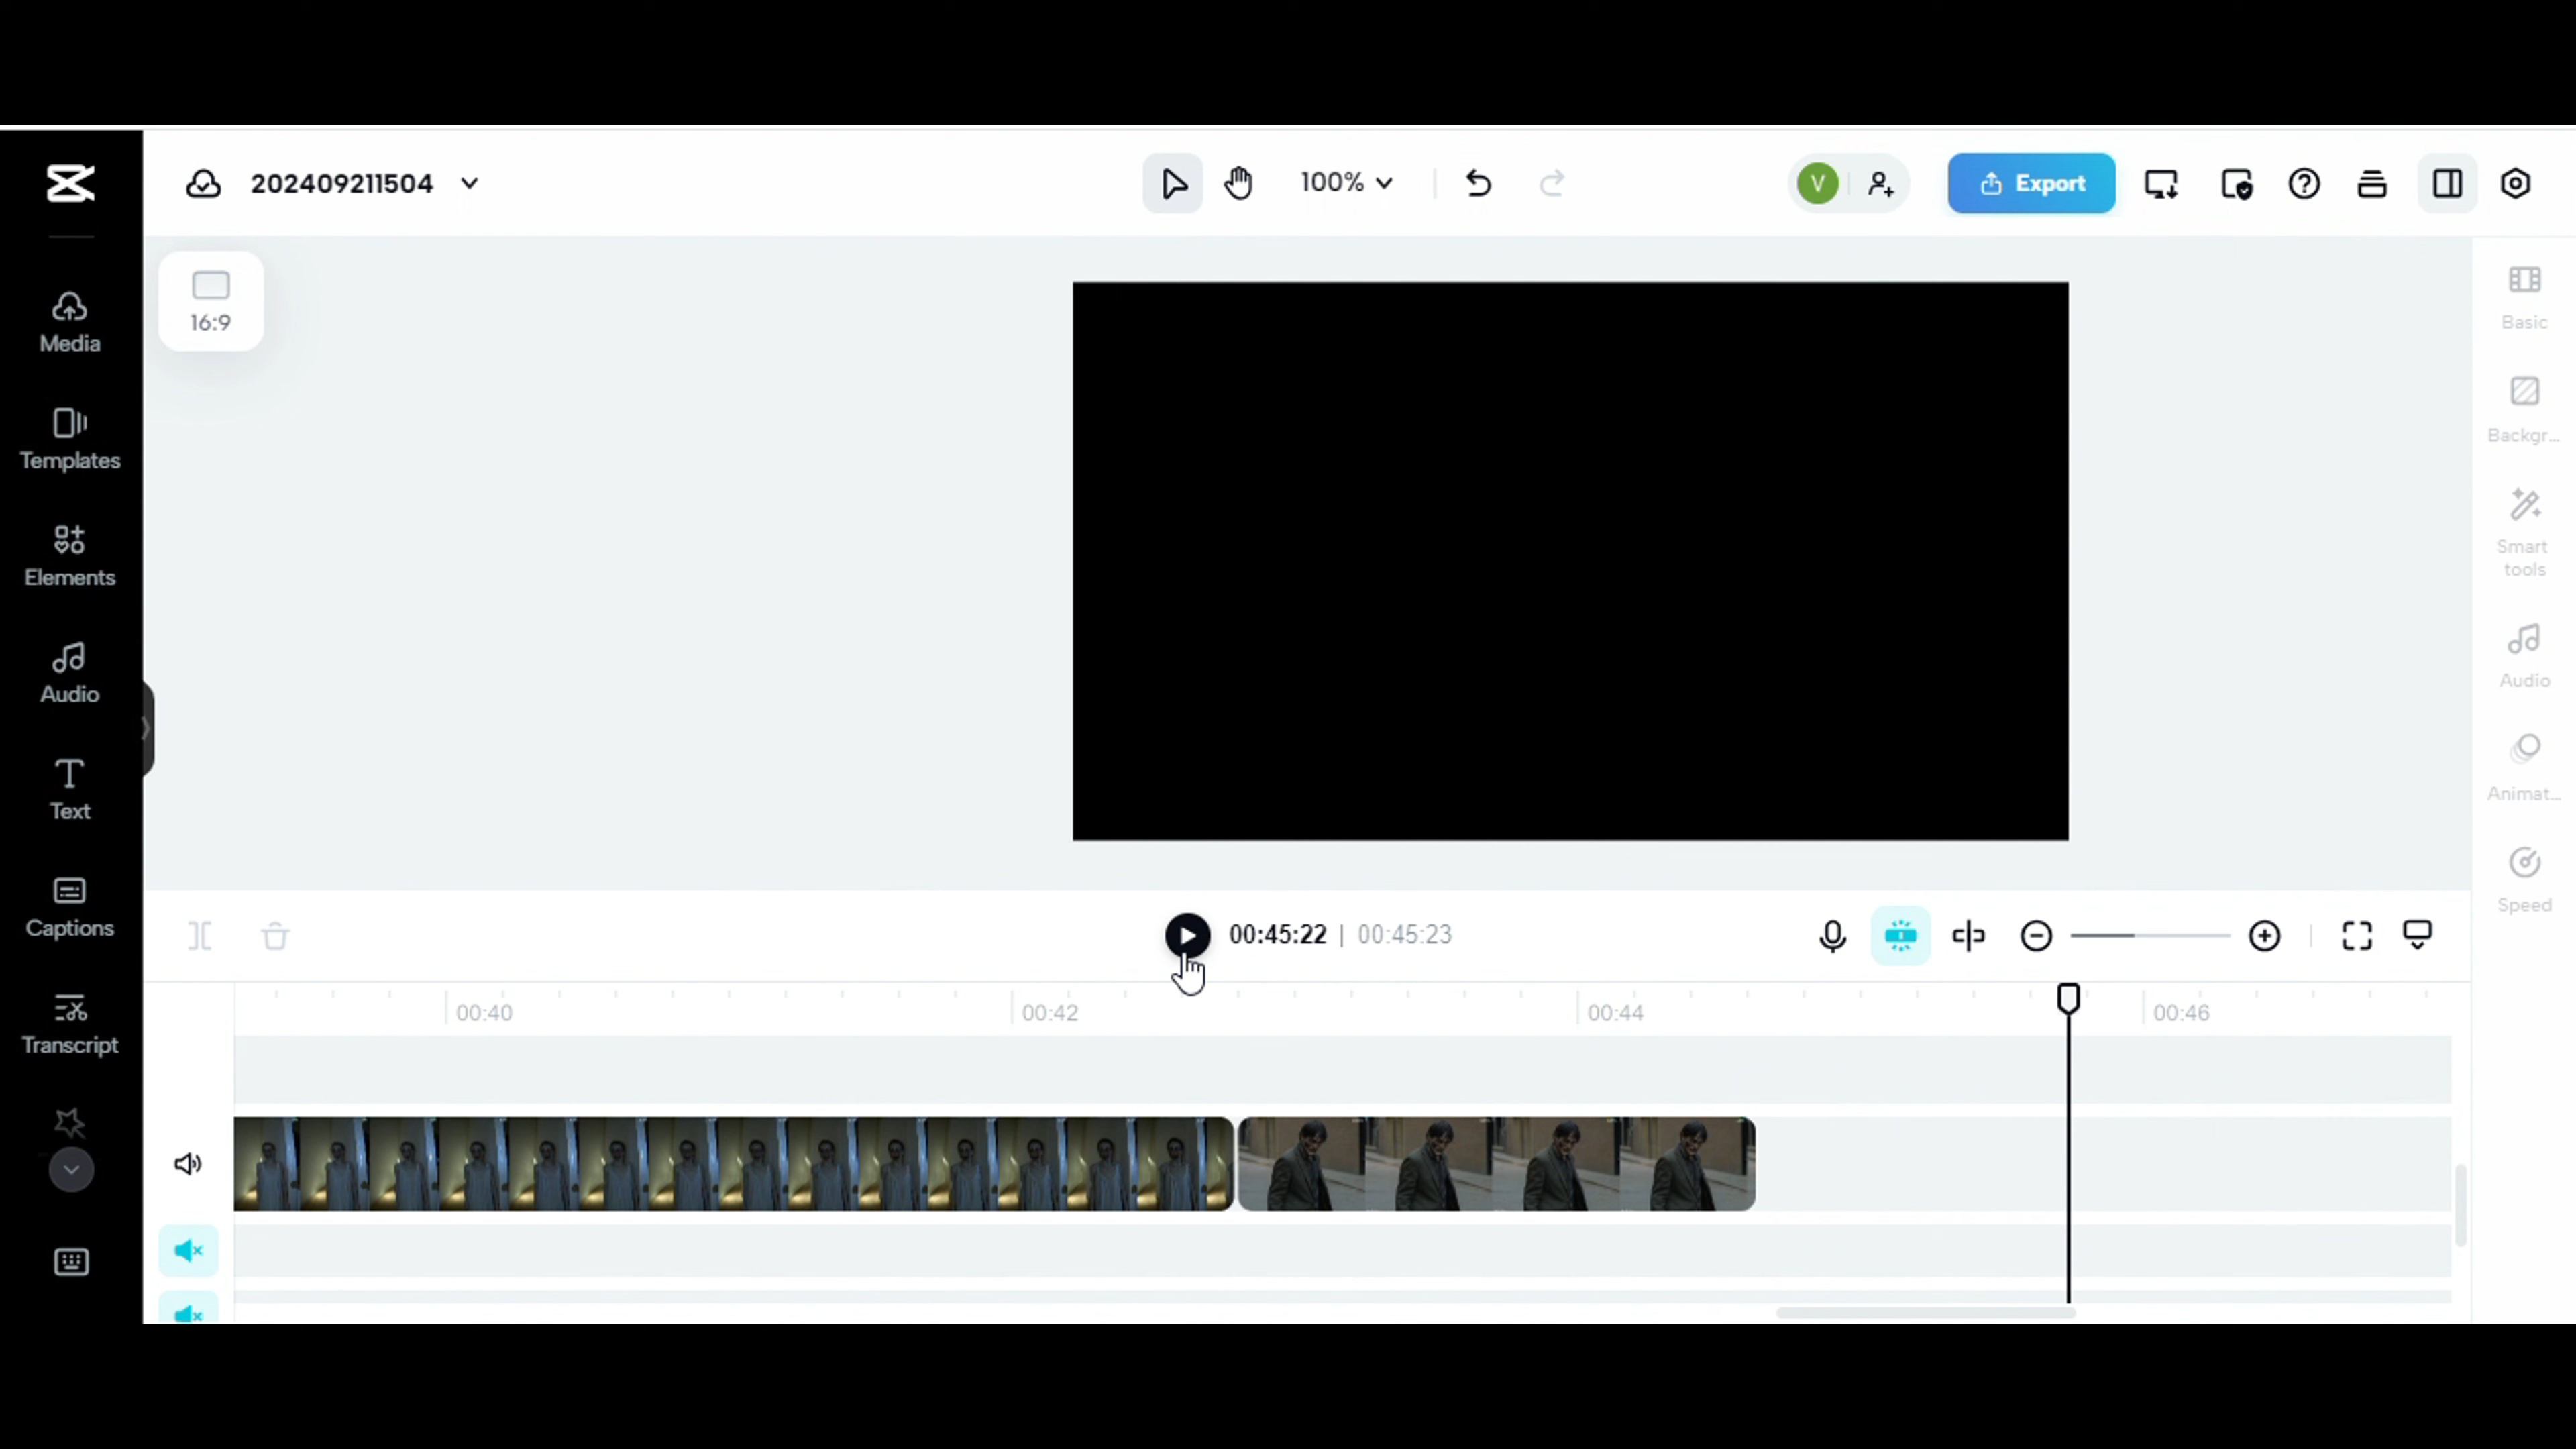 202409211504
100%
V
Export
16:9
Media
Templates
Elements
Audio
Text
Captions
Transcript
Basic
Backgr...
Smart
tools
Audio
Animat...
Speed
00:45:22 | 00:45:23
00:40
00:42
00:44
00:46